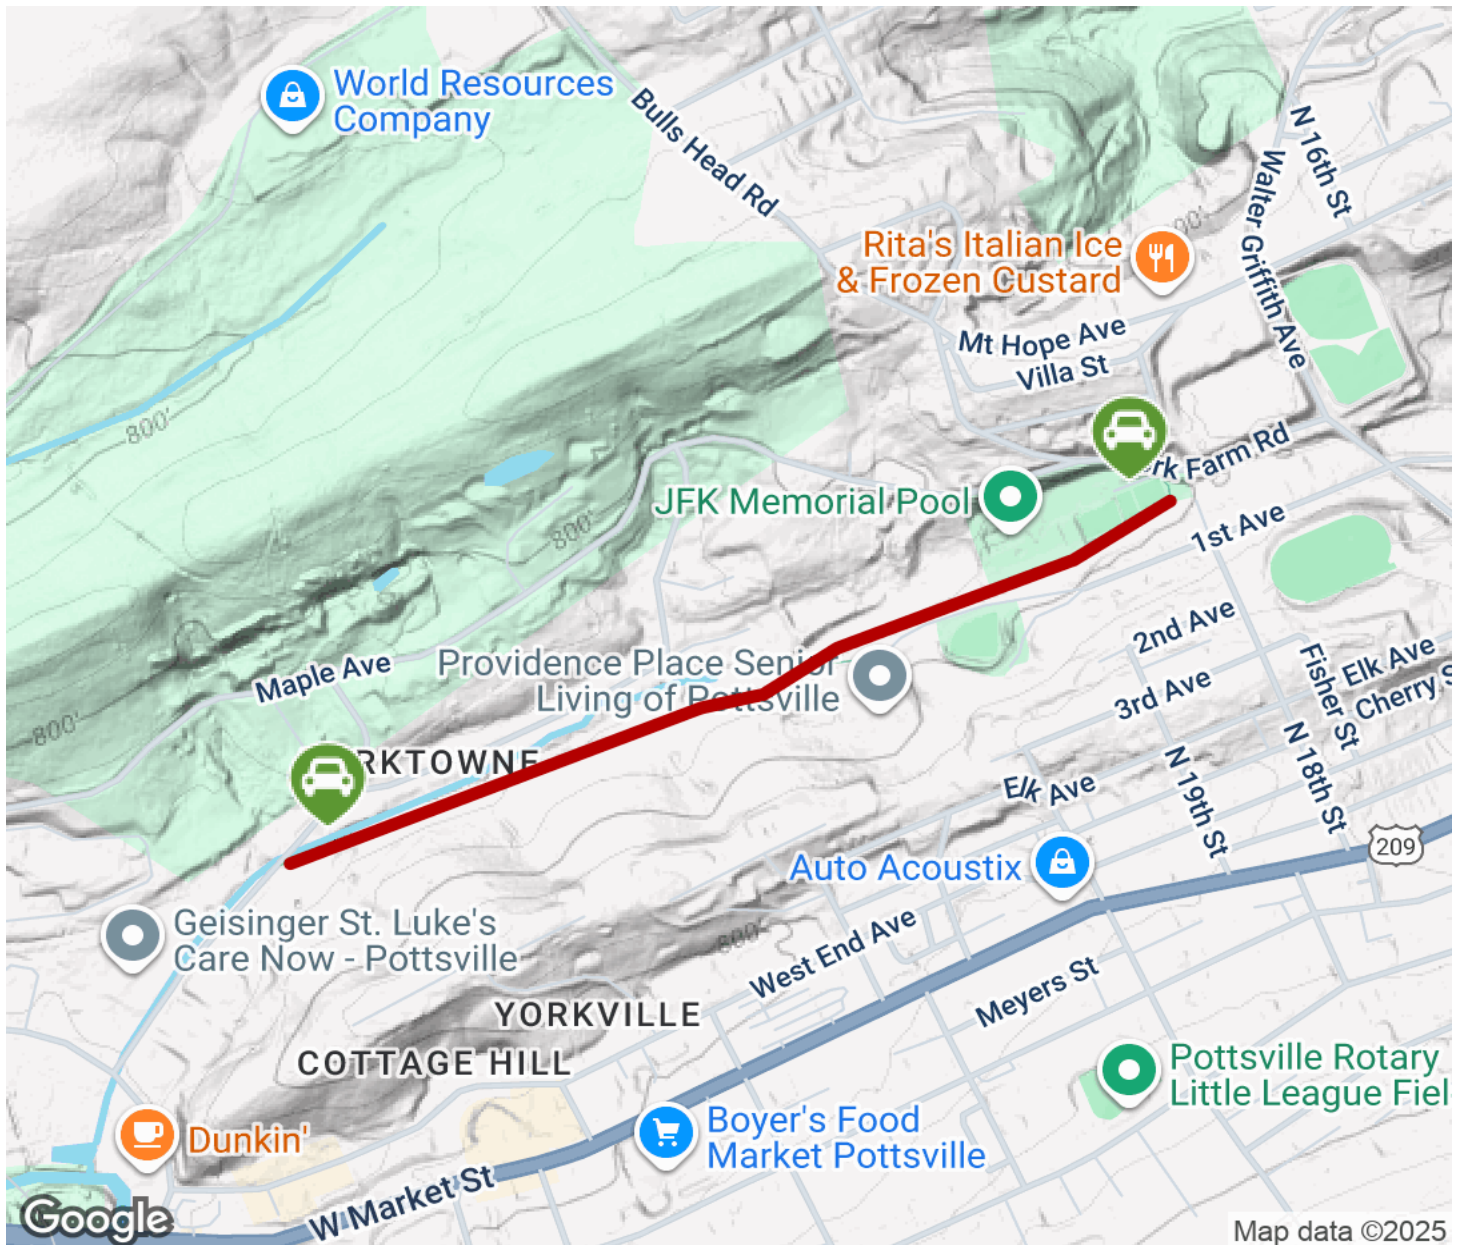 World Resources
Company
Bulls Head Rd
N 16th St
Walter Griffith Ave
Rita's Italian Ice
& Frozen Custard
Mt Hope Ave
Villa St
800'
rk Farm Rd
JFK Memorial Pool
1st Ave
800'
2nd Ave
Maple Ave
Providence Place Senior
Living of Pottsville
3rd Ave
Fisher St
Elk Ave
Cherry S
800'
RKTOWNE
Elk Ave
N 19th St
N 18th St
209
Auto Acoustix
Geisinger St. Luke's
Care Now - Pottsville
800'
West End Ave
Meyers St
YORKVILLE
COTTAGE HILL
Pottsville Rotary
Little League Fiel
Dunkin'
Boyer's Food
Market Pottsville
W Market St
Google
Map data ©2025